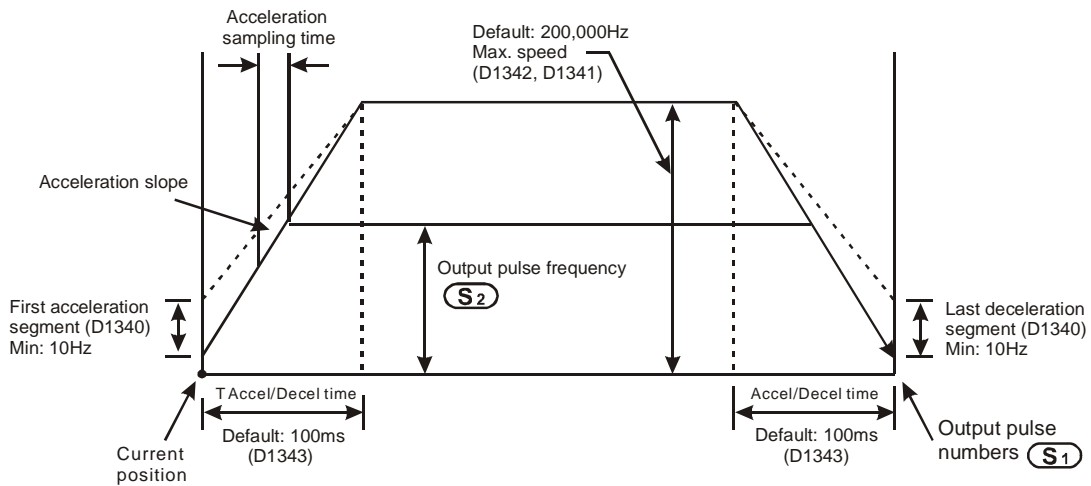 Acceleration
sampling time
Default: 200,000Hz
Max. speed
(D1342, D1341)
Acceleration slope
Output pulse frequency
S2
First acceleration
segment (D1340)
Min: 10Hz
Last deceleration
segment (D1340)
Min: 10Hz
T Accel/Decel time
Default: 100ms
(D1343)
Accel/Decel time
Default: 100ms
(D1343)
Current
position
Output pulse
numbers S1